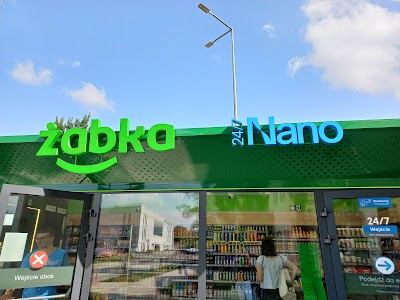 żabka
24/7 Nano
Wejście obok
24/7
Wejście
Podejdź do